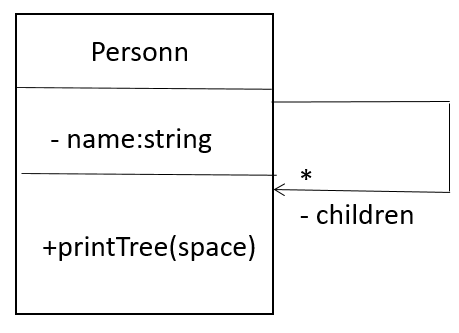 Personn
- name:string
*
- children
+printTree(space)